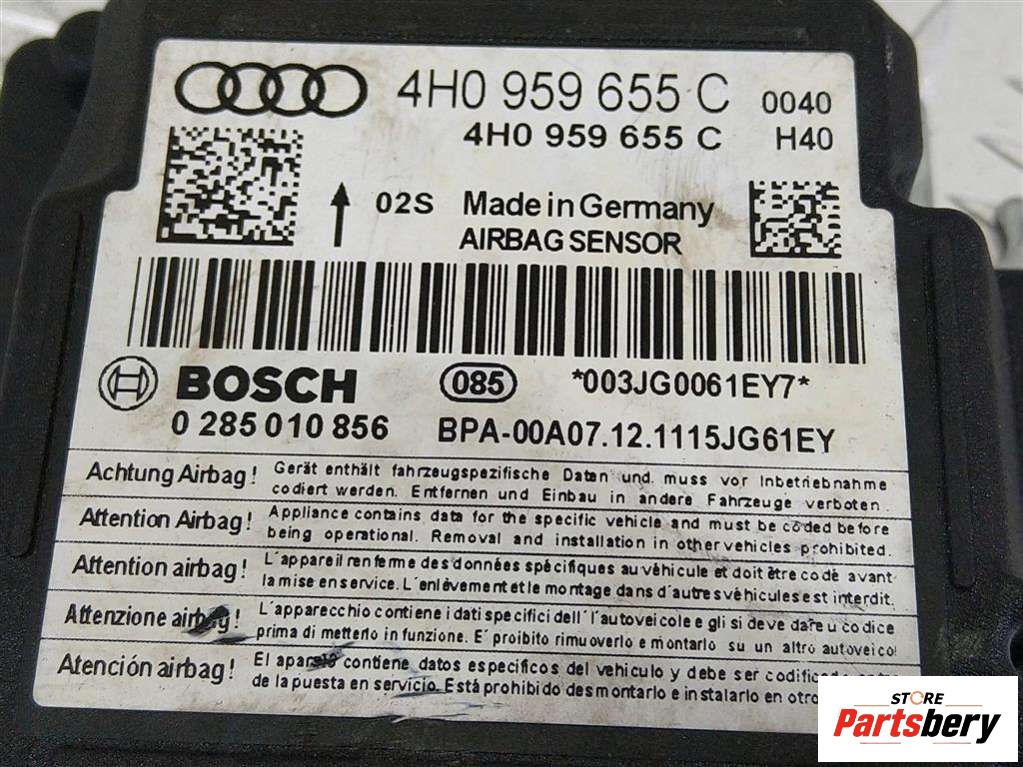 4H0 959 655 C 0040
4H0 959 655 C H40
02S Made in Germany
AIRBAG SENSOR
BOSCH 085 *003JG0061EY7*
0 285 010 856 BPA-00A07.12.1115JG61EY
Achtung Airbag! Gerät enthält fahrzeugspezifische Daten und. muss vor Inbetriebnahme
codiert werden. Entfernen und Einbau in andere Fahrzeuge verboten.
Attention Airbag! Appliance contains data for the specific vehicle and must be coded before
being operational. Removal and installation in other vehicles prohibited.
Attention airbag! L'appareil renferme des données spécifiques au véhicule et doit être codé avant
la mise en service. L'enlèvement et le montage dans d'autres véhicules est interdit.
Attenzione airbag! L'apparecchio contiene i dati specifici dell'l'autoveicolo e gli si deve dare u codice
prima di metterlo in funzione. E' proibito rimuoverlo e montarlo su un altro autoveicol
Atención airbag! El aparato contiene datos específicos del vehículo y debe ser codificado
de la puesta en servicio. Está prohibido desmontarlo e instalarlo en otro
STORE
Partsbery